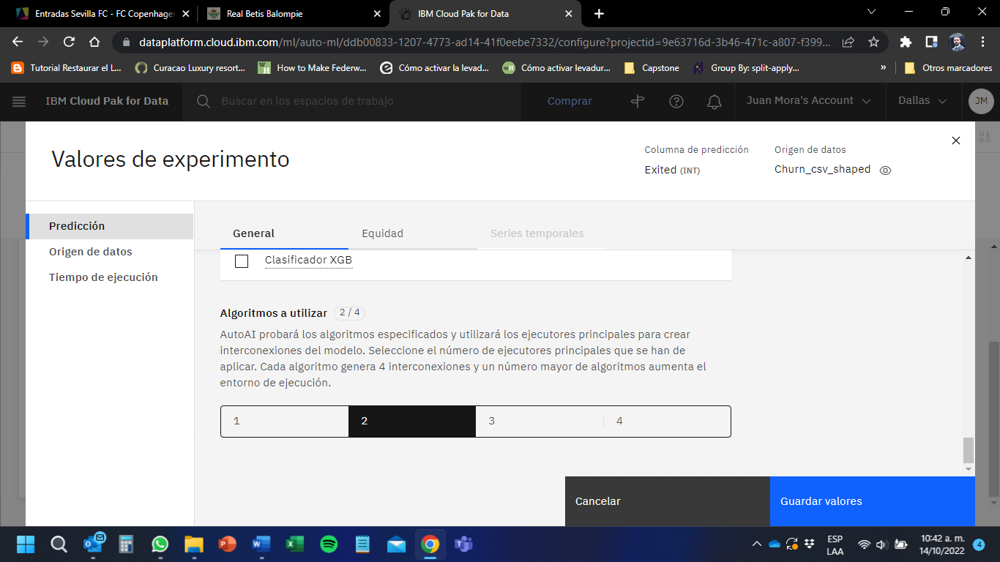 Entradas Sevilla FC - FC Copenhagen
Real Betis Balompie
IBM Cloud Pak for Data
dataplatform.cloud.ibm.com/ml/auto-ml/ddb00833-1207-4773-ad14-41f0eebe7332/configure?projectid=9e63716d-3b46-471c-a807-f399...
Tutorial Restaurar el L...
Curacao Luxury resort...
How to Make Federw...
Cómo activar la levad...
Cómo activar levadur...
Capstone
Group By: split-apply...
»
Otros marcadores
IBM Cloud Pak for Data
Buscar en los espacios de trabajo
Comprar
Juan Mora's Account
Dallas
JM
Valores de experimento
Columna de predicción
Exited (INT)
Origen de datos
Churn_csv_shaped
Predicción
Origen de datos
Tiempo de ejecución
General
Equidad
Series temporales
Clasificador XGB
Algoritmos a utilizar 2 / 4
AutoAI probará los algoritmos especificados y utilizará los ejecutores principales para crear
interconexiones del modelo. Seleccione el número de ejecutores principales que se han de
aplicar. Cada algoritmo genera 4 interconexiones y un número mayor de algoritmos aumenta el
entorno de ejecución.
1
2
3
4
Cancelar
Guardar valores
ESP
LAA
10:42 a. m.
14/10/2022
4